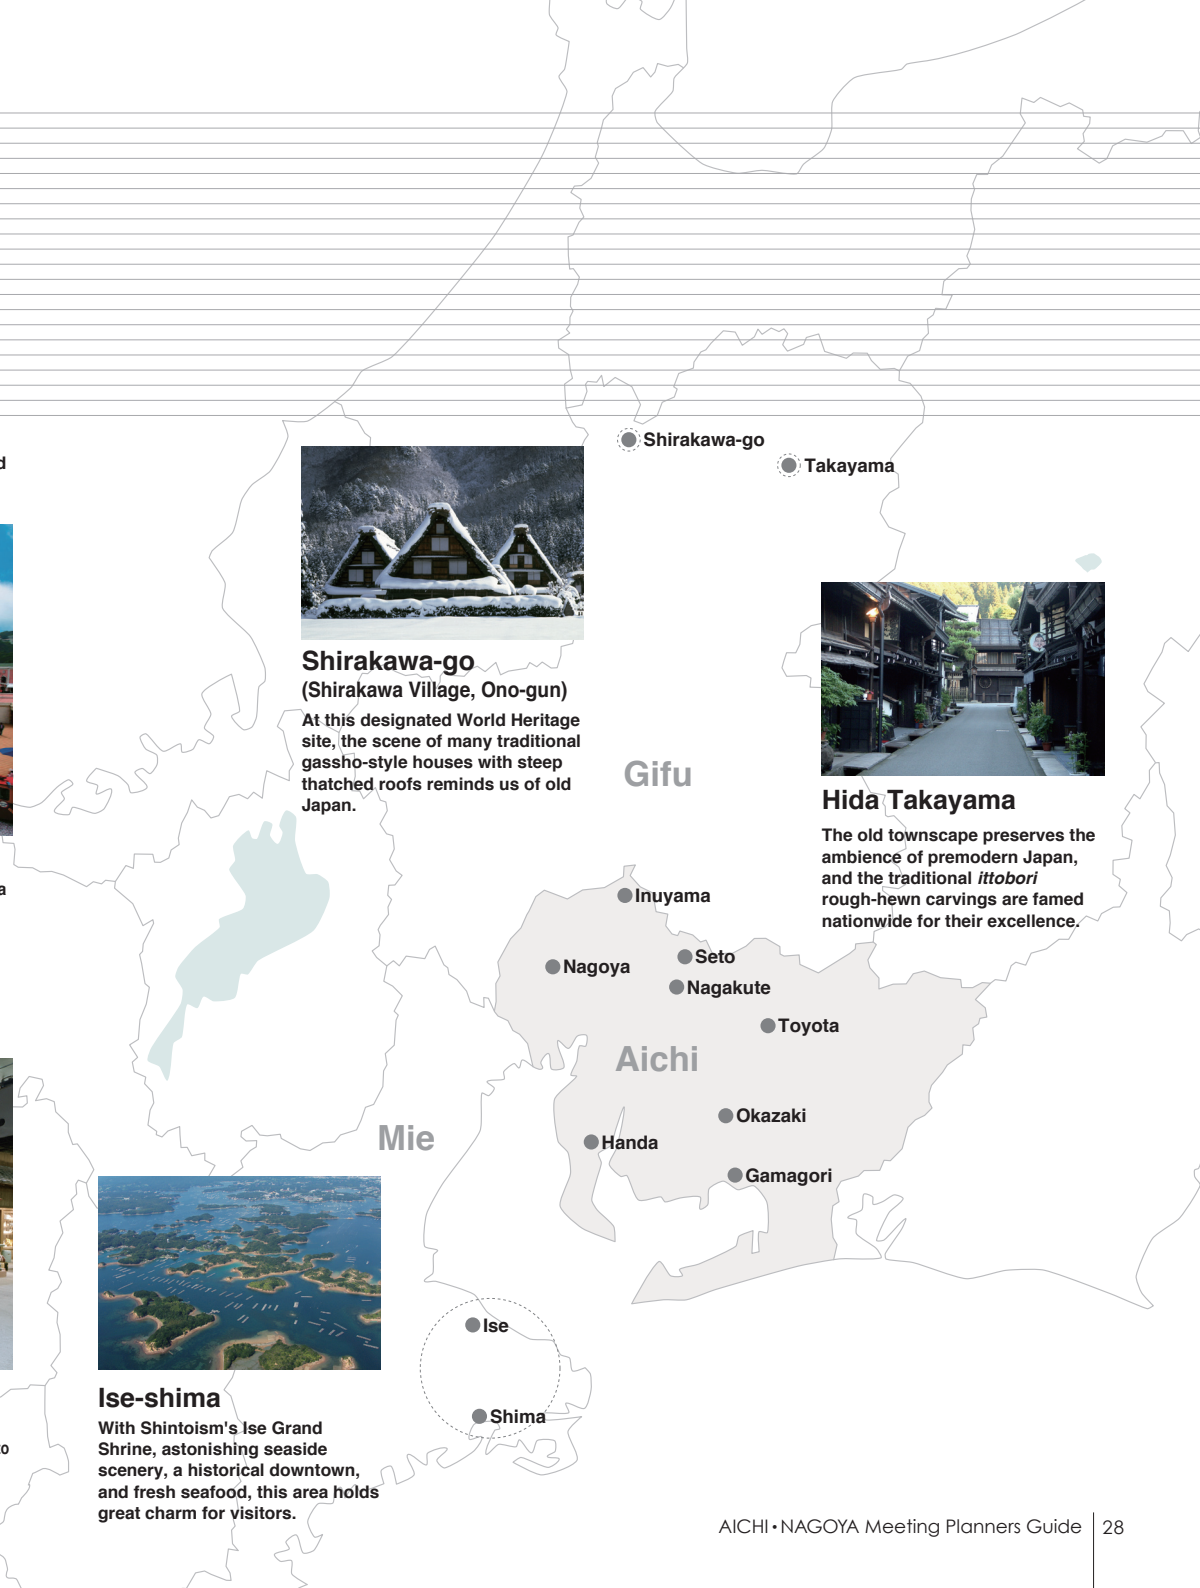 d
Shirakawa-go
Takayama
Shirakawa-go
(Shirakawa Village, Ono-gun)
At this designated World Heritage
site, the scene of many traditional
gassho-style houses with steep
thatched roofs reminds us of old
Japan.
Gifu
Hida Takayama
The old townscape preserves the
ambience of premodern Japan,
and the traditional ittobori
rough-hewn carvings are famed
nationwide for their excellence.
a
Inuyama
Seto
Nagoya
Nagakute
Toyota
Aichi
Okazaki
Mie
Handa
Gamagori
Ise
Shima
Ise-shima
With Shintoism's Ise Grand
Shrine, astonishing seaside
scenery, a historical downtown,
and fresh seafood, this area holds
great charm for visitors.
to
AICHI•NAGOYA Meeting Planners Guide 28